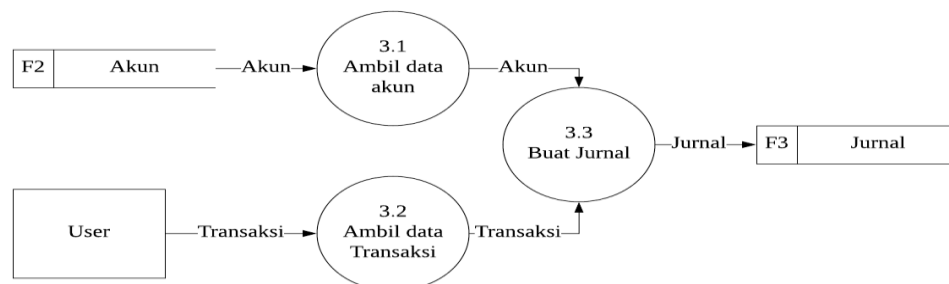 F2
Akun
Akun
3.1
Ambil data
akun
Akun
3.3
Buat Jurnal
Jurnal
F3
Jurnal
User
Transaksi
3.2
Ambil data
Transaksi
Transaksi